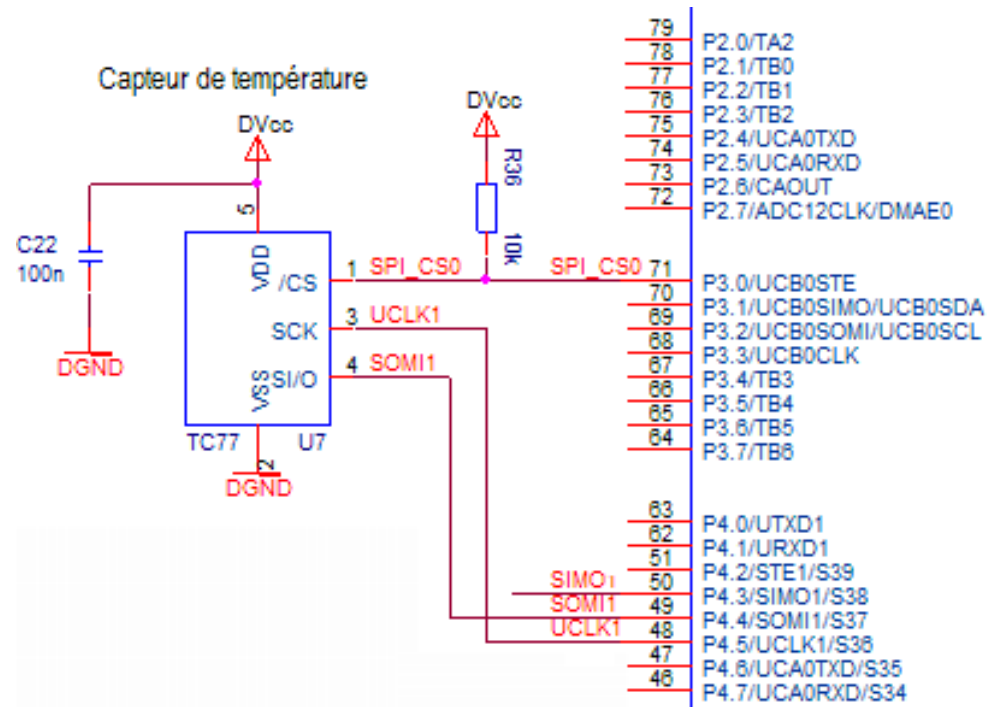 Capteur de température
DVcc
5
C22
100n
DGND
VDD
/CS
SCK
SI/O
VSS
TC77
U7
2
DGND
1 SPI_CS0
3 UCLK1
4 SOMI1
DVcc
R36
10k
SPI_CS0
SIMO1
SOMI1
UCLK1
79 P2.0/TA2
78 P2.1/TB0
77 P2.2/TB1
76 P2.3/TB2
75 P2.4/UCA0TXD
74 P2.5/UCA0RXD
73 P2.6/CAOUT
72 P2.7/ADC12CLK/DMAE0
71 P3.0/UCB0STE
70 P3.1/UCB0SIMO/UCB0SDA
69 P3.2/UCB0SOMI/UCB0SCL
68 P3.3/UCB0CLK
67 P3.4/TB3
66 P3.5/TB4
65 P3.6/TB5
64 P3.7/TB6
63 P4.0/UTXD1
62 P4.1/URXD1
51 P4.2/STE1/S39
50 P4.3/SIMO1/S38
49 P4.4/SOMI1/S37
48 P4.5/UCLK1/S36
47 P4.6/UCA0TXD/S35
46 P4.7/UCA0RXD/S34